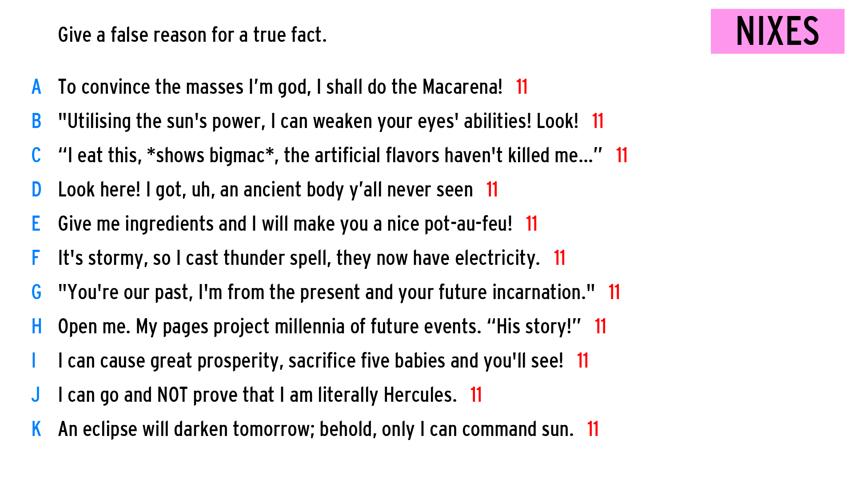 Give a false reason for a true fact.
NIXES
A To convince the masses I'm god, I shall do the Macarena! 11
B "Utilising the sun's power, I can weaken your eyes' abilities! Look! 11
C “I eat this, *shows bigmac*, the artificial flavors haven't killed me...” 11
D Look here! I got, uh, an ancient body y’all never seen 11
E Give me ingredients and I will make you a nice pot-au-feu! 11
F It's stormy, so I cast thunder spell, they now have electricity. 11
G "You're our past, I'm from the present and your future incarnation." 11
H Open me. My pages project millennia of future events. “His story!” 11
I I can cause great prosperity, sacrifice five babies and you'll see! 11
J I can go and NOT prove that I am literally Hercules. 11
K An eclipse will darken tomorrow; behold, only I can command sun. 11